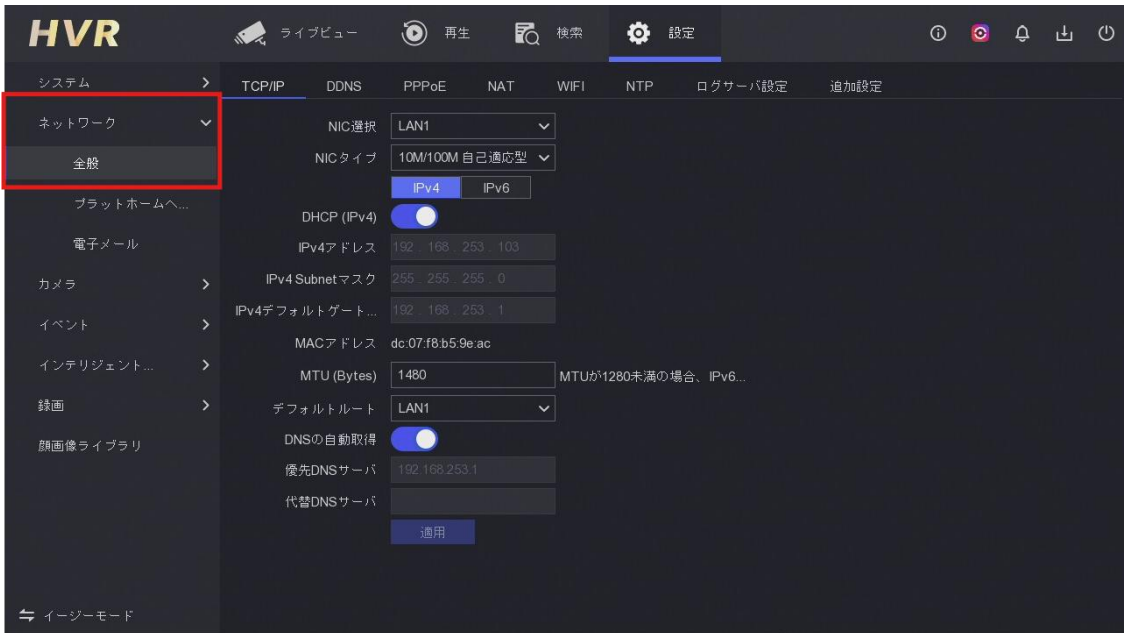 HVR
ライブビュー 再生 検索 設定
システム
ネットワーク
全般
プラットホームへ...
電子メール
カメラ
イベント
インテリジェント...
録画
顔画像ライブラリ
イージーモード
TCP/IP DDNS PPPoE NAT WIFI NTP ログサーバ設定 追加設定
NIC選択 LAN1
NICタイプ 10M/100M 自己適応型
IPv4 IPv6
DHCP (IPv4)
IPv4アドレス 192 . 168 . 253 . 103
IPv4 Subnetマスク 255 . 255 . 255 . 0
IPv4デフォルトゲート... 192 . 168 . 253 . 1
MACアドレス dc:07:f8:b5:9e:ac
MTU (Bytes) 1480 MTUが1280未満の場合、IPv6...
デフォルトルート LAN1
DNSの自動取得
優先DNSサーバ 192.168.253.1
代替DNSサーバ
適用